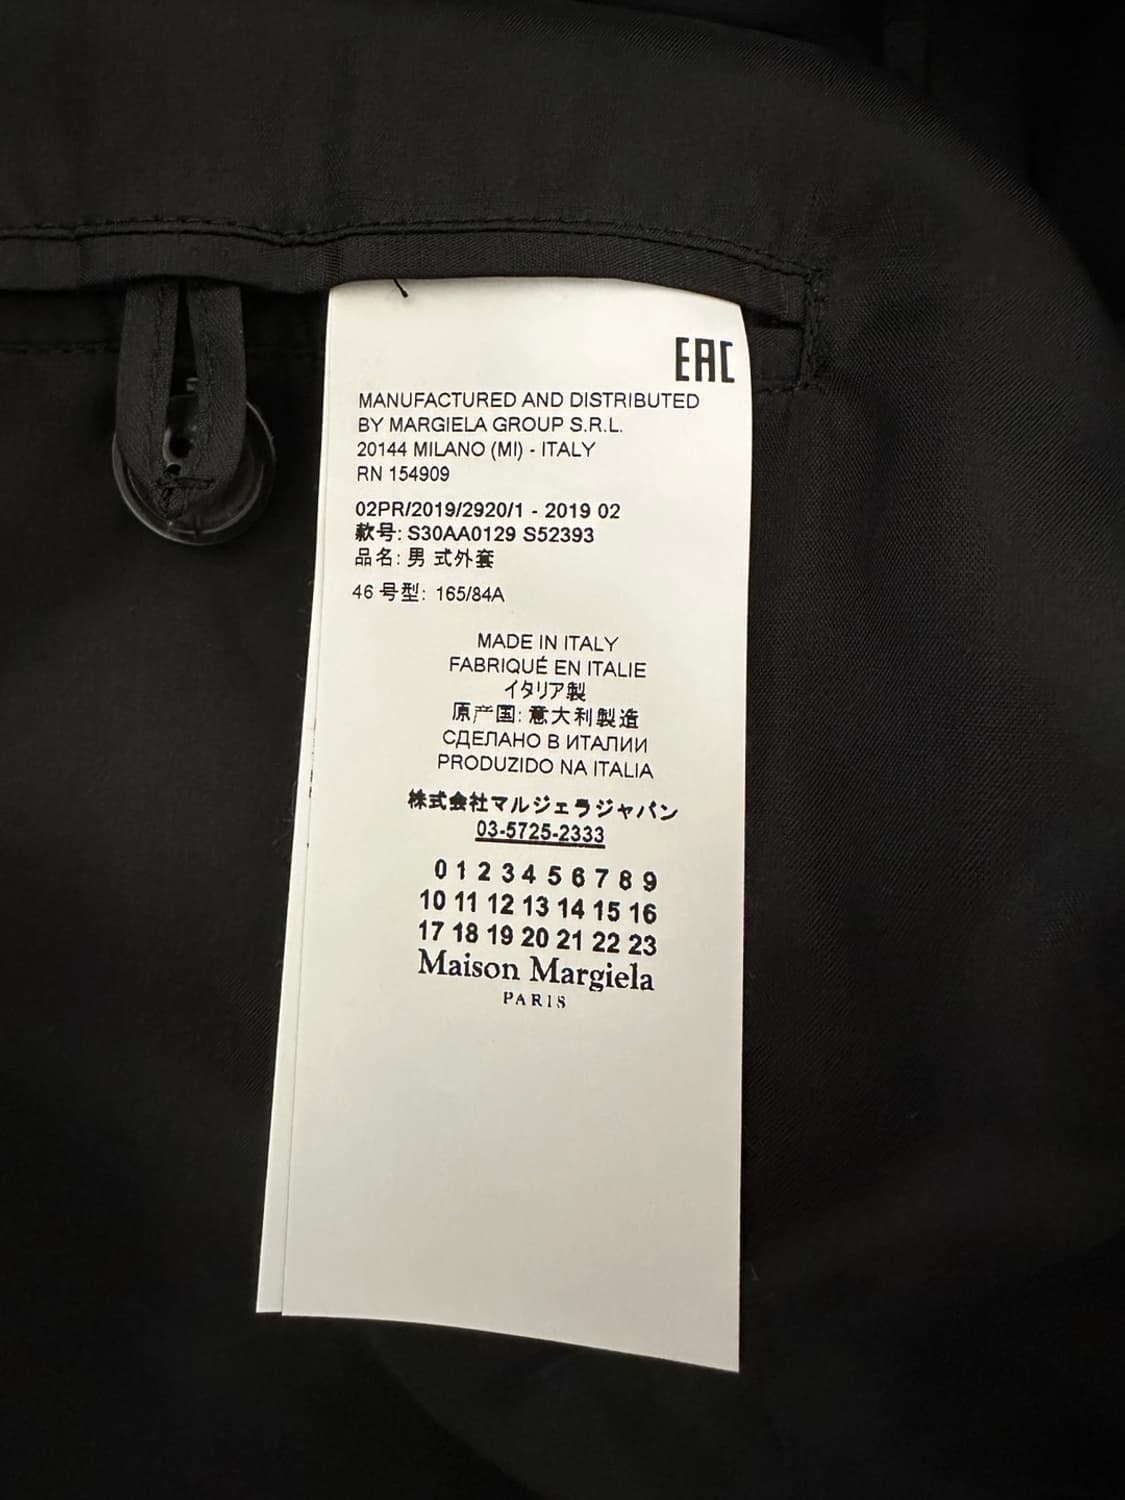 EAC
MANUFACTURED AND DISTRIBUTED
BY MARGIELA GROUP S.R.L.
20144 MILANO (MI) - ITALY
RN 154909
02PR/2019/2920/1 - 2019 02
款号: S30AA0129 S52393
品名: 男 式外套
46 号型: 165/84A
MADE IN ITALY
FABRIQUÉ EN ITALIE
イタリア製
原产国: 意大利製造
СДЕЛАНО В ИТАЛИИ
PRODUZIDO NA ITALIA
株式会社マルジェラジャパン
03-5725-2333
0 1 2 3 4 5 6 7 8 9
10 11 12 13 14 15 16
17 18 19 20 21 22 23
Maison Margiela
PARIS